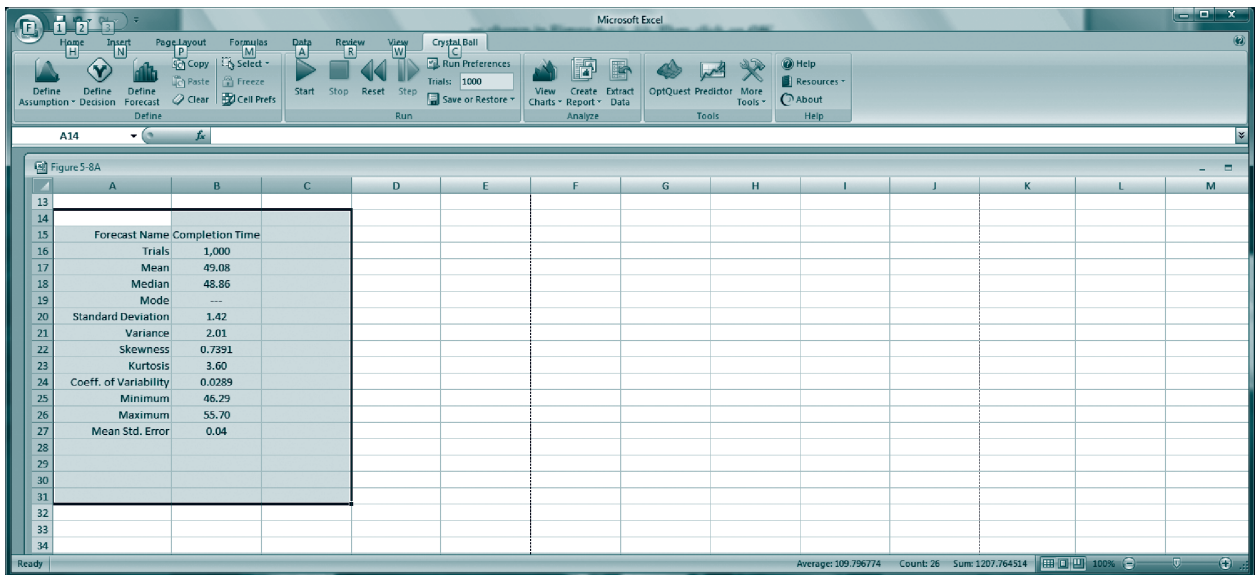 Microsoft Excel
F 1 2 3
Home Insert Page Layout Formulas Data Review View Crystal Ball
H N P M A R W C
Define Assumption
Define Decision
Define Forecast
Copy
Paste
Clear
Select
Freeze
Cell Prefs
Define
Start
Stop
Reset
Step
Run Preferences
Trials: 1000
Save or Restore
Run
View Charts
Create Report
Extract Data
Analyze
OptQuest
Predictor
More Tools
Tools
Help
Resources
About
Help
A14 fx
Figure 5-8A
A B C D E F G H I J K L M
13
14
15 Forecast Name Completion Time
16 Trials 1,000
17 Mean 49.08
18 Median 48.86
19 Mode ---
20 Standard Deviation 1.42
21 Variance 2.01
22 Skewness 0.7391
23 Kurtosis 3.60
24 Coeff. of Variability 0.0289
25 Minimum 46.29
26 Maximum 55.70
27 Mean Std. Error 0.04
28
29
30
31
32
33
34
Ready Average: 109.796774 Count: 26 Sum: 1207.764514 100%